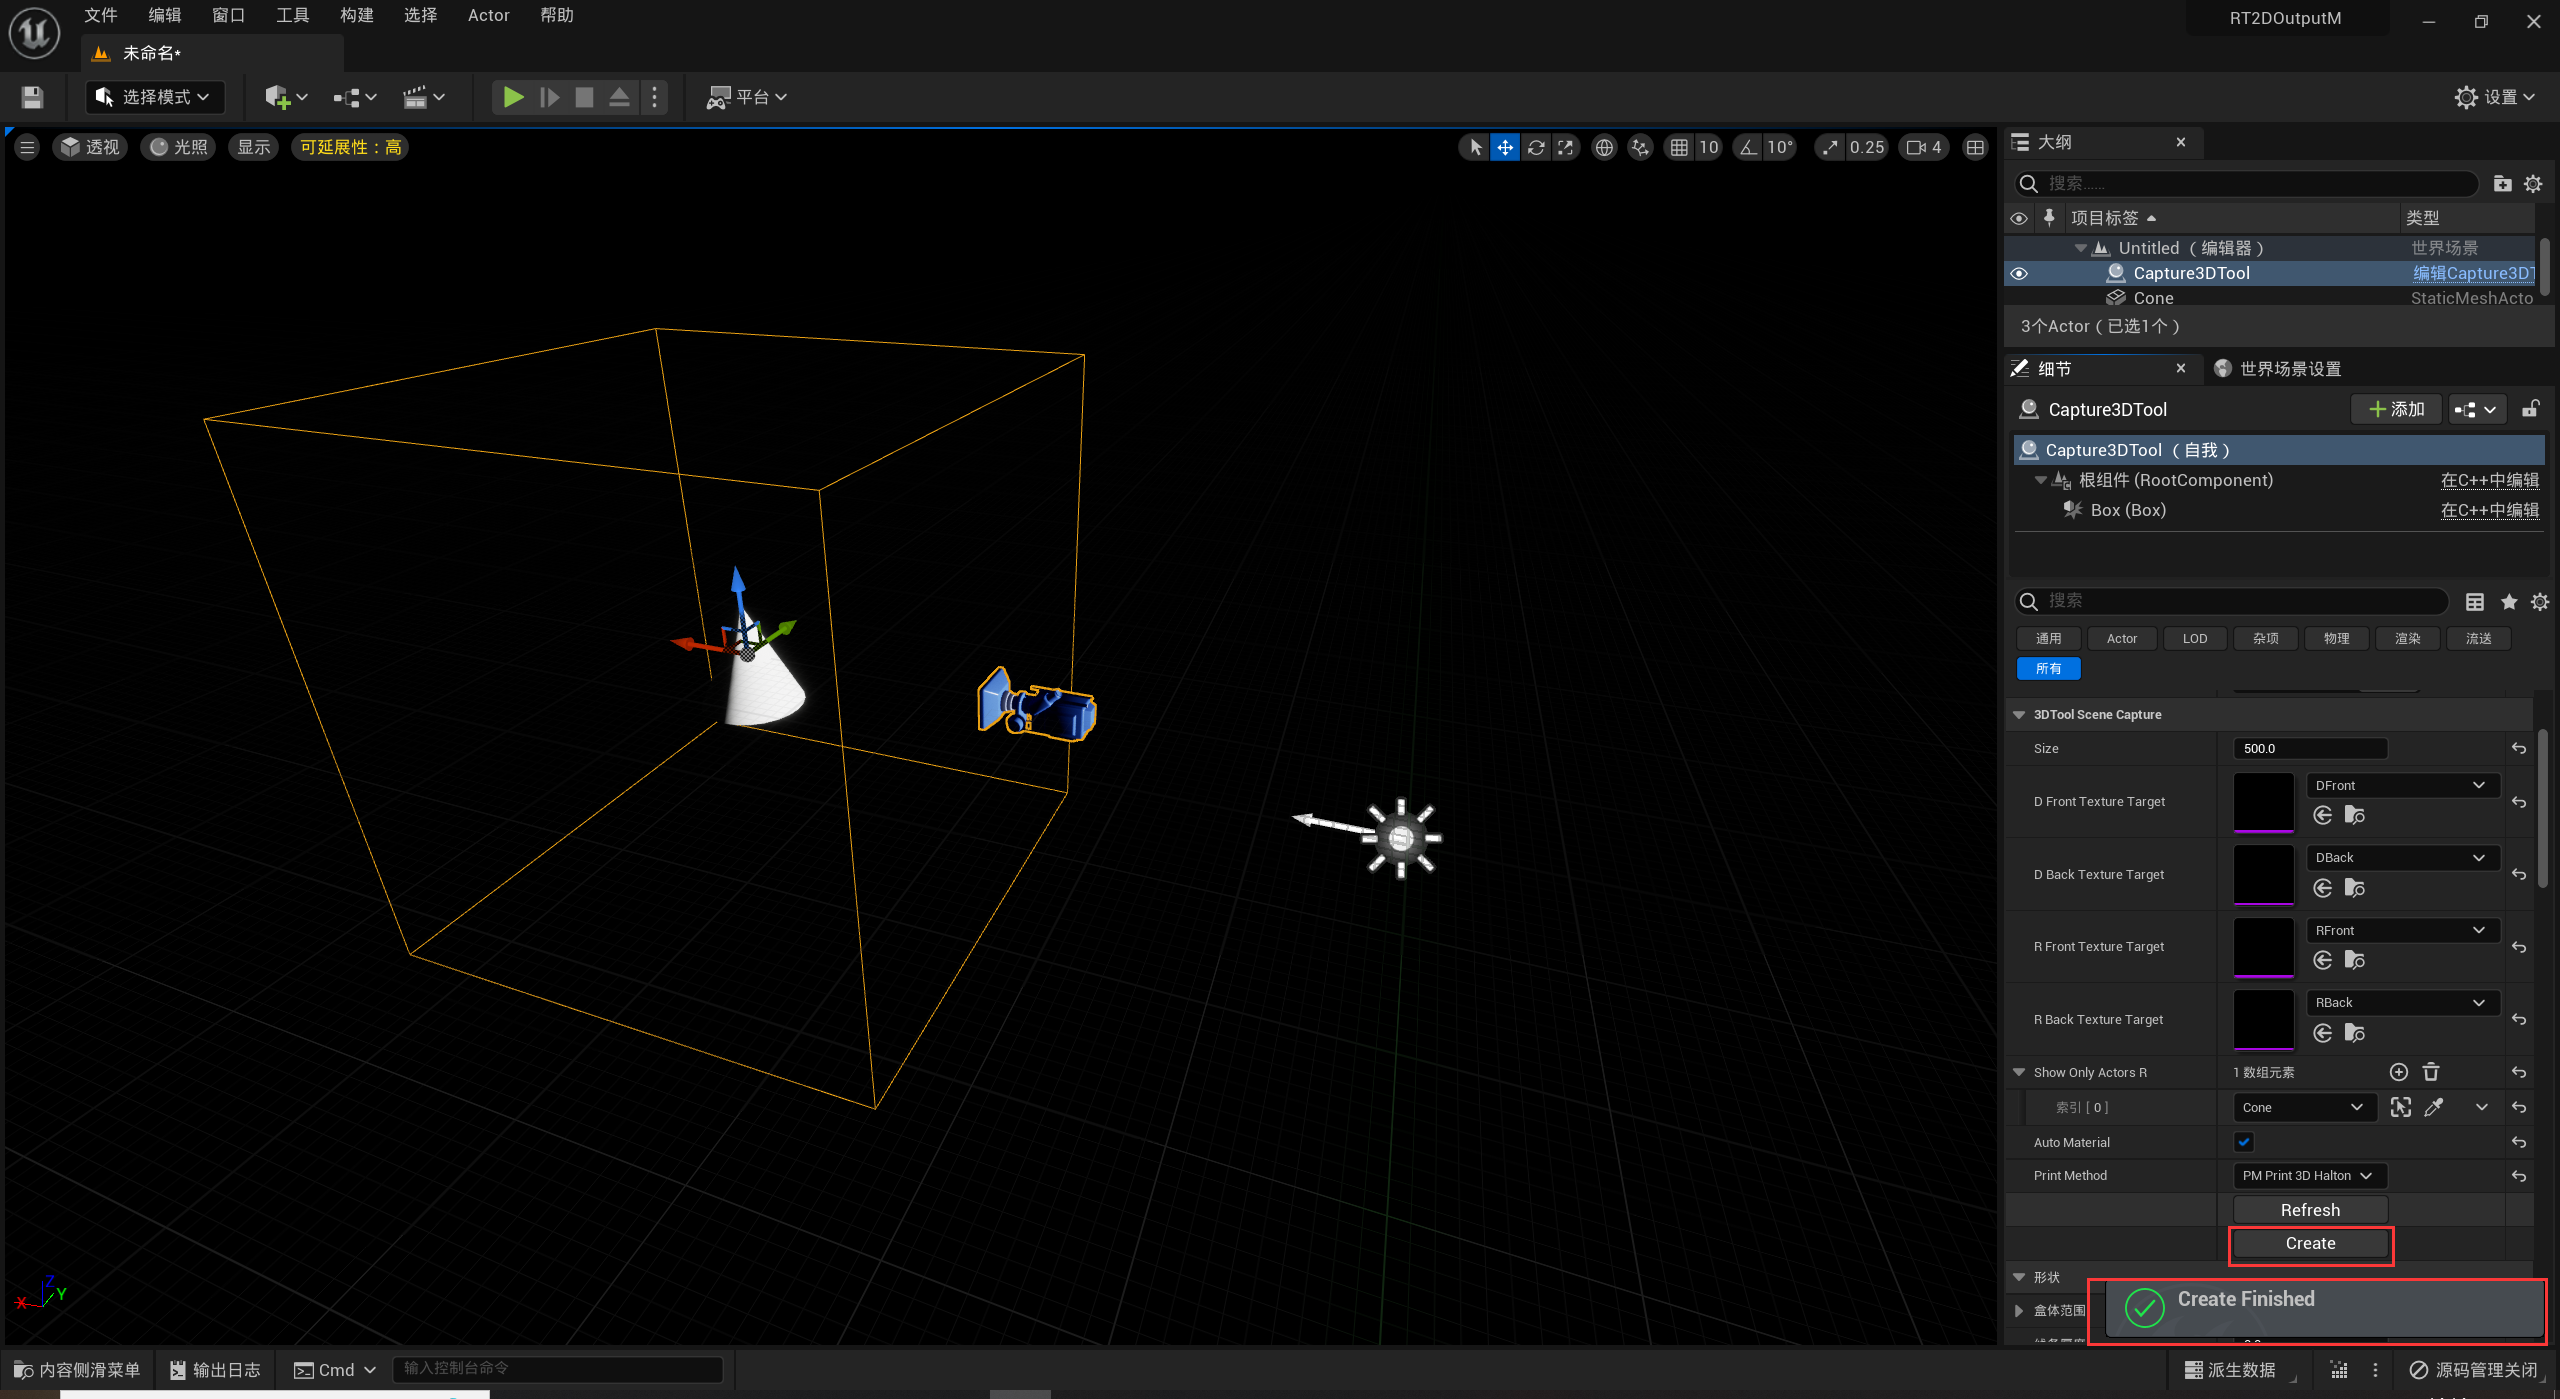 文件 编辑 窗口 工具 构建 选择 Actor 帮助
RT2DOutputM
未命名*
选择模式
平台
设置
透视 光照 显示 可延展性：高
10 10° 0.25 4
大纲
搜索......
项目标签 类型
Untitled （编辑器） 世界场景
Capture3DTool 编辑Capture3DT
Cone StaticMeshActo
3个Actor（已选1个）
细节 世界场景设置
Capture3DTool 添加
Capture3DTool （自我）
根组件 (RootComponent) 在C++中编辑
Box (Box) 在C++中编辑
搜索
通用 Actor LOD 杂项 物理 渲染 流送
所有
3DTool Scene Capture
Size 500.0
D Front Texture Target DFront
D Back Texture Target DBack
R Front Texture Target RFront
R Back Texture Target RBack
Show Only Actors R 1 数组元素
索引 [ 0 ] Cone
Auto Material
Print Method PM Print 3D Halton
Refresh
Create
形状
盒体范围
Create Finished
Z
X Y
内容侧滑菜单 输出日志 Cmd 输入控制台命令
派生数据 源码管理关闭